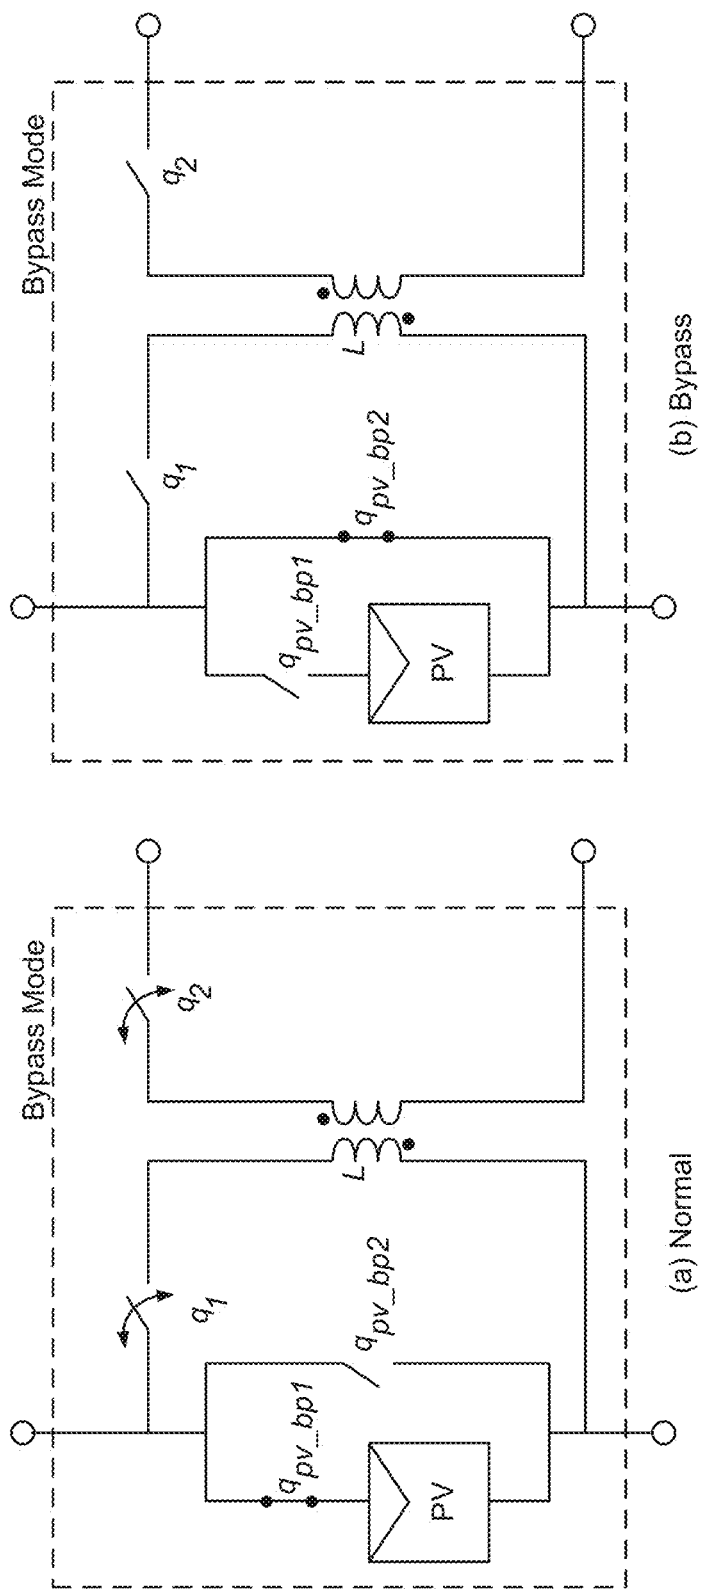 Bypass Mode
q1
q2
qpv_bp1
qpv_bp2
L
PV
(a) Normal
Bypass Mode
q1
q2
qpv_bp1
qpv_bp2
L
PV
(b) Bypass